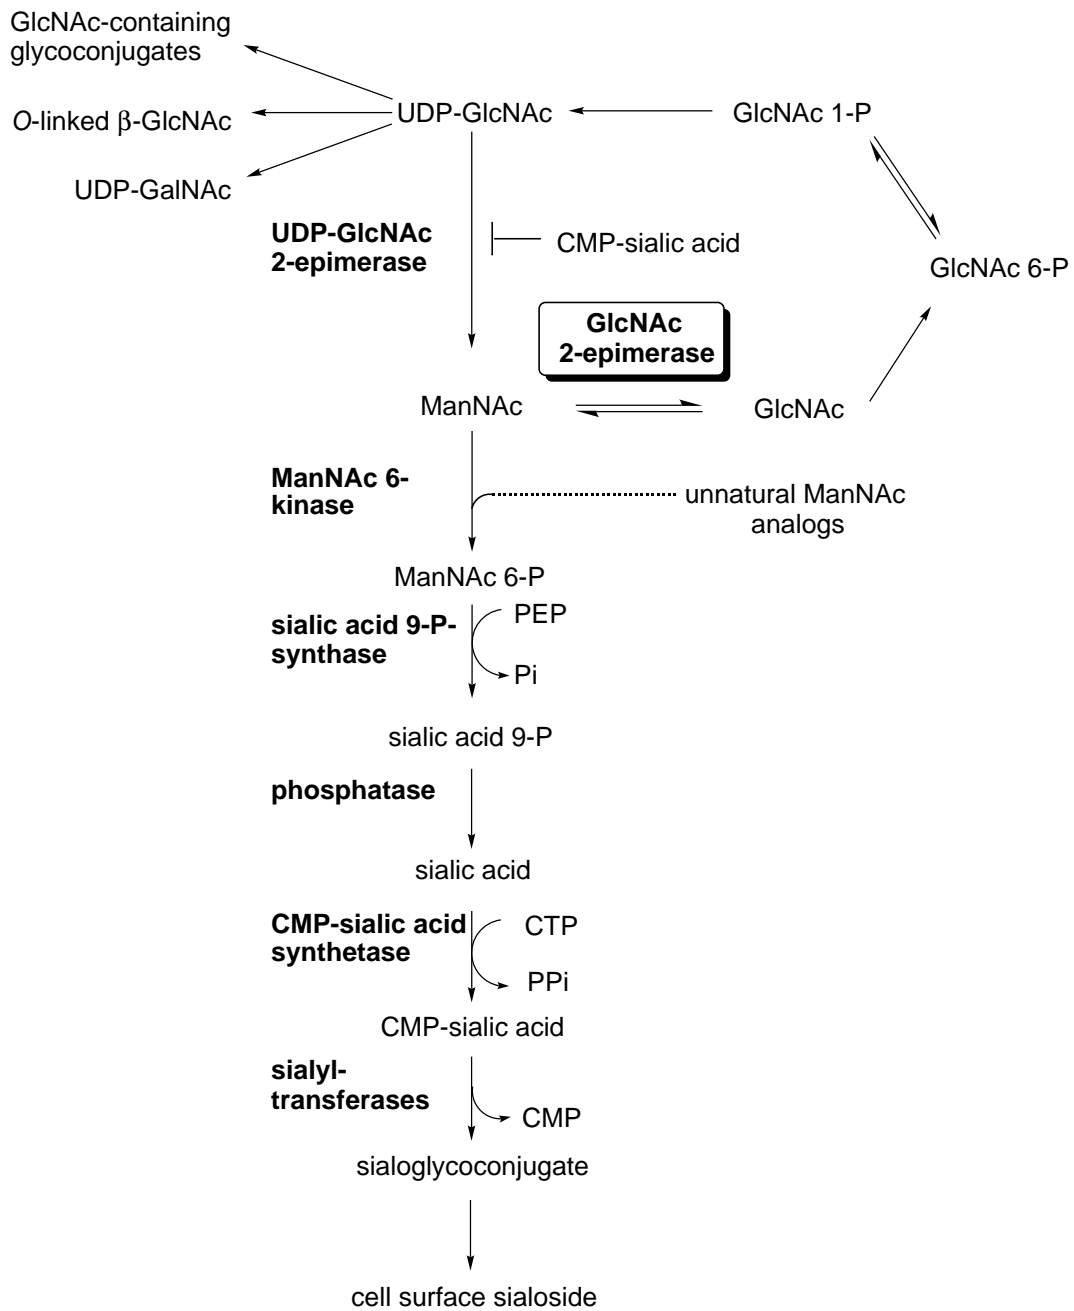 GlcNAc-containing
glycoconjugates
O-linked β-GlcNAc
UDP-GlcNAc
GlcNAc 1-P
UDP-GalNAc
UDP-GlcNAc
2-epimerase
CMP-sialic acid
GlcNAc 6-P
GlcNAc
2-epimerase
ManNAc
GlcNAc
ManNAc 6-
kinase
unnatural ManNAc
analogs
ManNAc 6-P
sialic acid 9-P-
synthase
PEP
Pi
sialic acid 9-P
phosphatase
sialic acid
CMP-sialic acid
synthetase
CTP
PPi
CMP-sialic acid
sialyl-
transferases
CMP
sialoglycoconjugate
cell surface sialoside